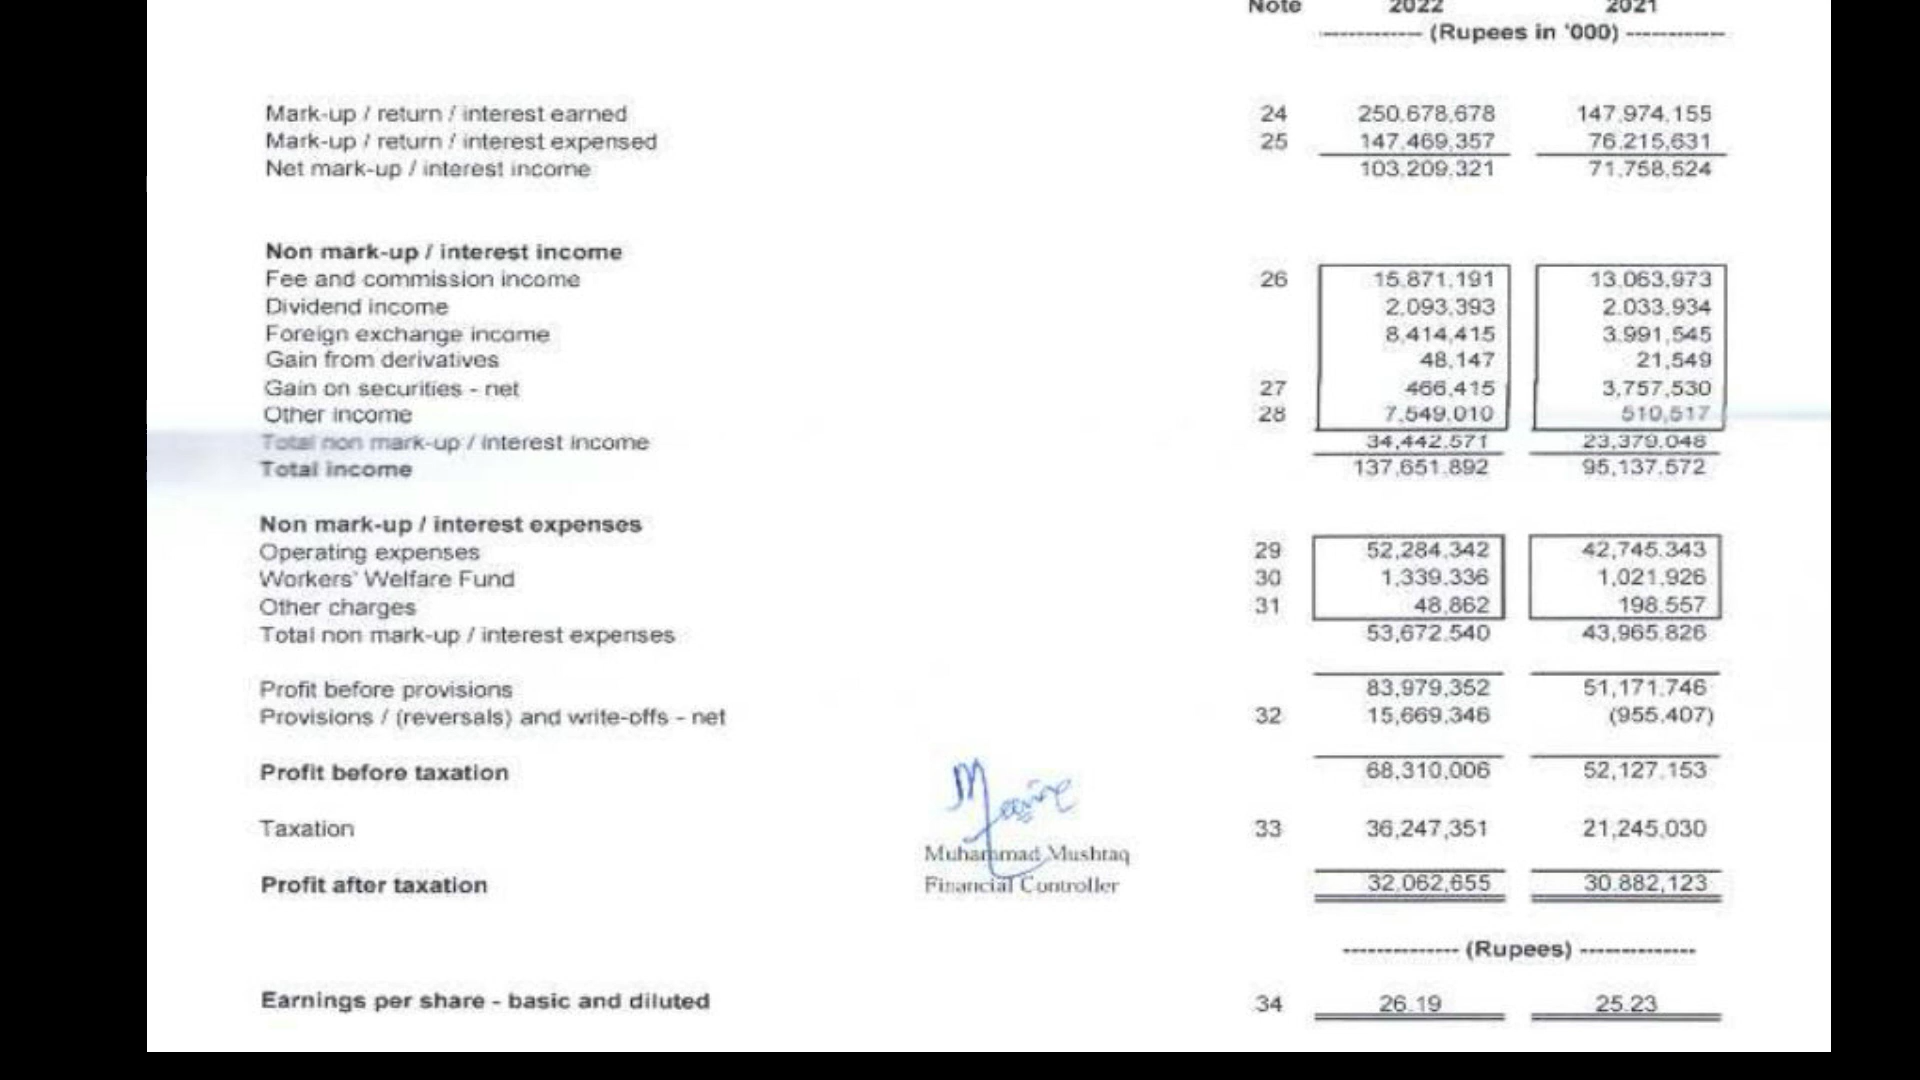 Note 2022 2021
------------- (Rupees in '000) -------------
Mark-up / return / interest earned 24 250,678,678 147,974,155
Mark-up / return / interest expensed 25 147,469,357 76,215,631
Net mark-up / interest income 103,209,321 71,758,524
Non mark-up / interest income
Fee and commission income 26 15,871,191 13,063,973
Dividend income 2,093,393 2,033,934
Foreign exchange income 8,414,415 3,991,545
Gain from derivatives 48,147 21,549
Gain on securities - net 27 466,415 3,757,530
Other income 28 7,549,010 510,517
Total non mark-up / interest income 34,442,571 23,379,048
Total income 137,651,892 95,137,572
Non mark-up / interest expenses
Operating expenses 29 52,284,342 42,745,343
Workers' Welfare Fund 30 1,339,336 1,021,926
Other charges 31 48,862 198,557
Total non mark-up / interest expenses 53,672,540 43,965,826
Profit before provisions 83,979,352 51,171,746
Provisions / (reversals) and write-offs - net 32 15,669,346 (955,407)
Profit before taxation 68,310,006 52,127,153
Taxation 33 36,247,351 21,245,030
Muhammad Mushtaq
Financial Controller
Profit after taxation 32,062,655 30,882,123
-------------- (Rupees) --------------
Earnings per share - basic and diluted 34 26.19 25.23